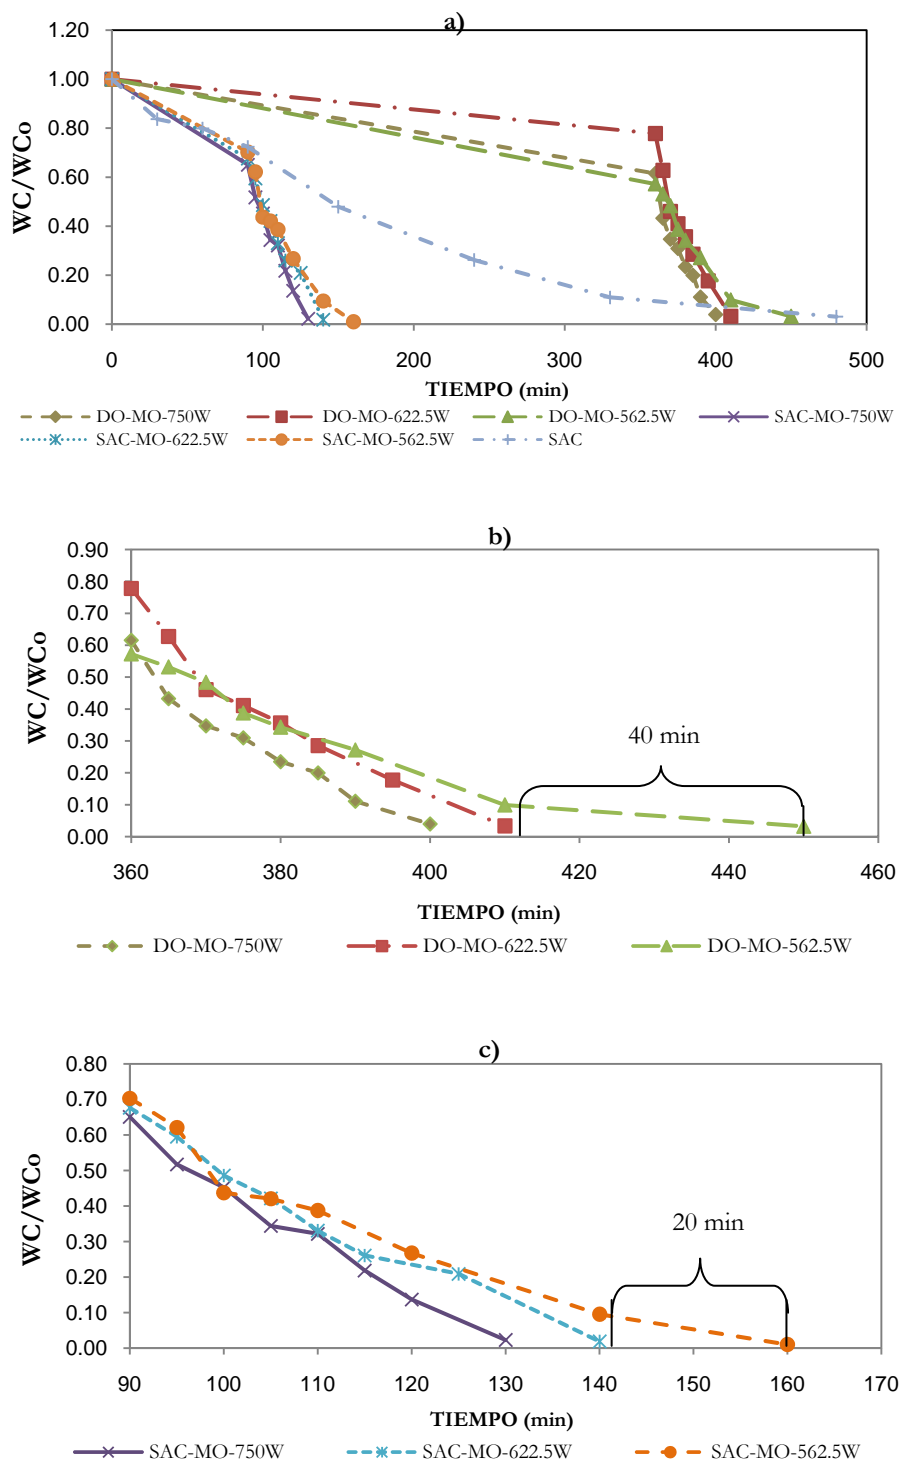 a)
1.20
1.00
0.80
0.60
0.40
0.20
0.00
WC/WCo
0 100 200 300 400 500
TIEMPO (min)
DO-MO-750W DO-MO-622.5W DO-MO-562.5W SAC-MO-750W
SAC-MO-622.5W SAC-MO-562.5W SAC
b)
0.90
0.80
0.70
0.60
0.50
0.40
0.30
0.20
0.10
0.00
WC/WCo
40 min
360 380 400 420 440 460
TIEMPO (min)
DO-MO-750W DO-MO-622.5W DO-MO-562.5W
c)
0.80
0.70
0.60
0.50
0.40
0.30
0.20
0.10
0.00
WC/WCo
20 min
90 100 110 120 130 140 150 160 170
TIEMPO (min)
SAC-MO-750W SAC-MO-622.5W SAC-MO-562.5W